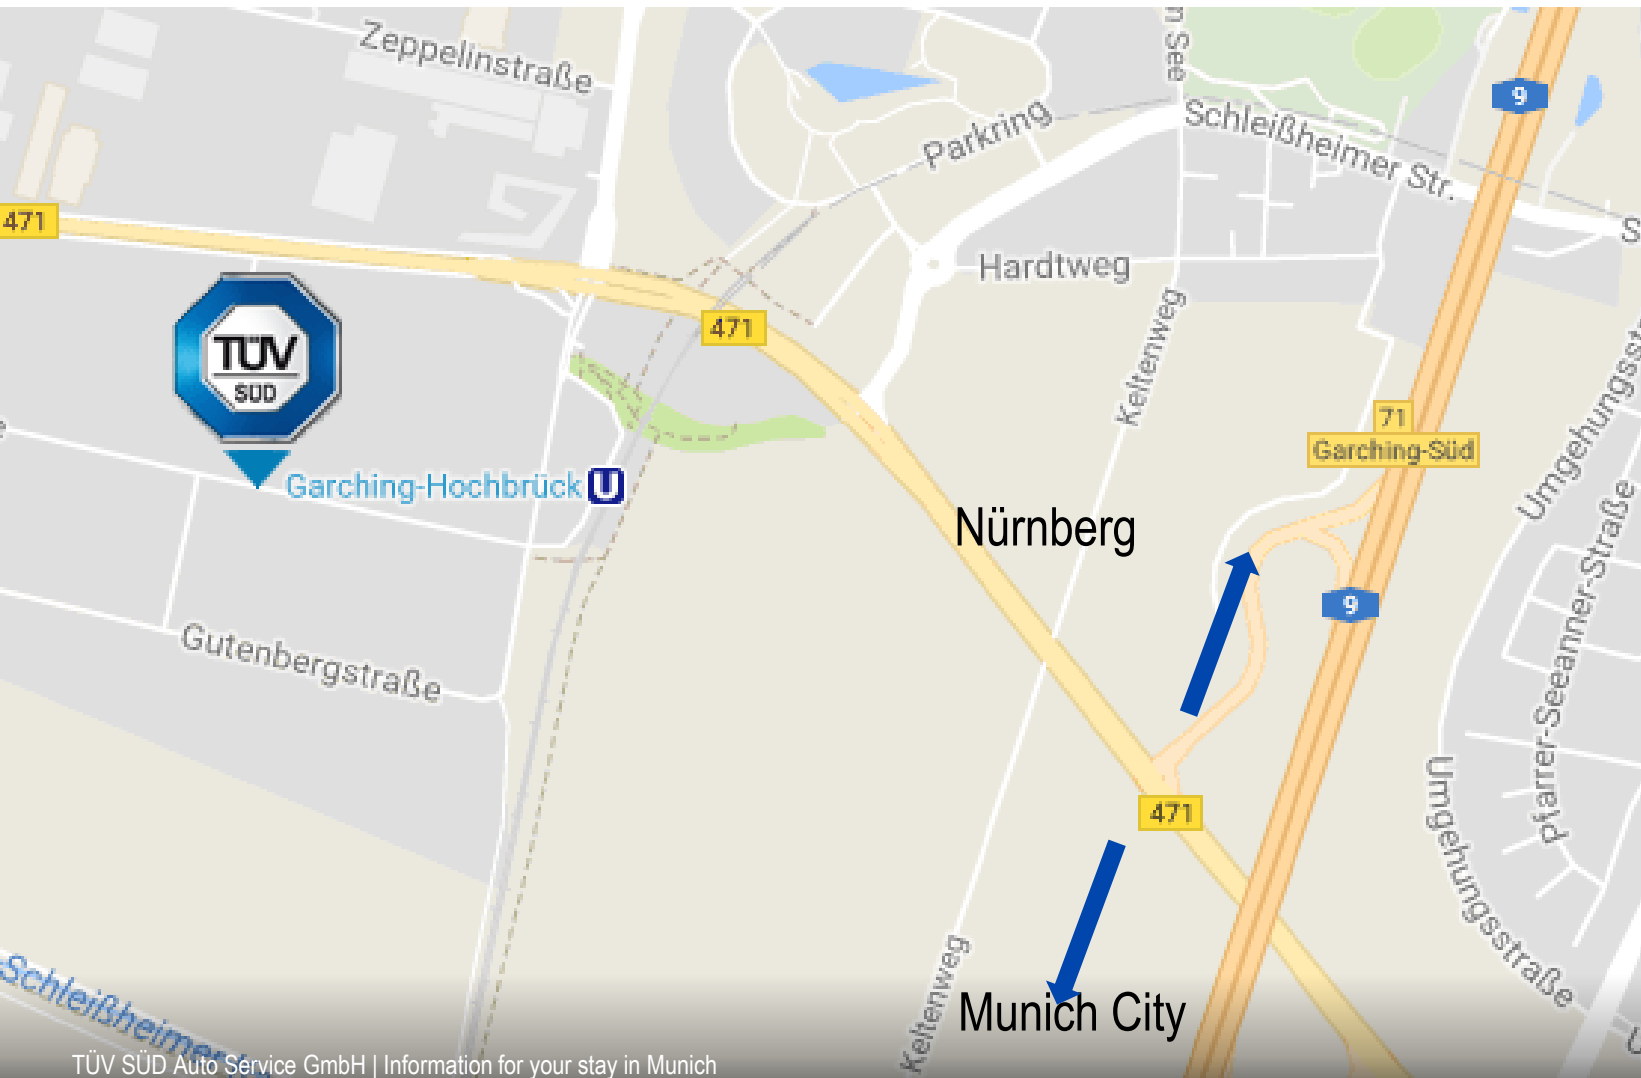 Zeppelinstraße
n See
9
Parkring
Schleißheimer Str.
471
S
Hardtweg
TÜV
SÜD
471
Keltenweg
Umgehungsstr
71
Garching-Süd
Garching-Hochbrück U
Nürnberg
Pfarrer-Seeanner-Straße
9
Gutenbergstraße
471
Umgehungsstraße
Keltenweg
Munich City
-Schleißheimer
TÜV SÜD Auto Service GmbH | Information for your stay in Munich